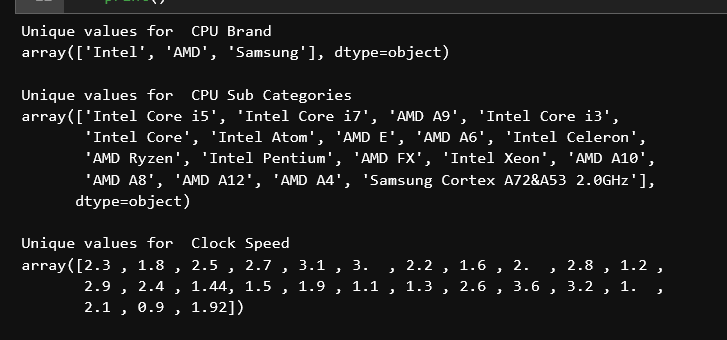 Unique values for  CPU Brand
array(['Intel', 'AMD', 'Samsung'], dtype=object)
Unique values for  CPU Sub Categories
array(['Intel Core i5', 'Intel Core i7', 'AMD A9', 'Intel Core i3',
       'Intel Core', 'Intel Atom', 'AMD E', 'AMD A6', 'Intel Celeron',
       'AMD Ryzen', 'Intel Pentium', 'AMD FX', 'Intel Xeon', 'AMD A10',
       'AMD A8', 'AMD A12', 'AMD A4', 'Samsung Cortex A72&A53 2.0GHz'],
      dtype=object)
Unique values for  Clock Speed
array([2.3 , 1.8 , 2.5 , 2.7 , 3.1 , 3.  , 2.2 , 1.6 , 2.  , 2.8 , 1.2 ,
       2.9 , 2.4 , 1.44, 1.5 , 1.9 , 1.1 , 1.3 , 2.6 , 3.6 , 3.2 , 1.  ,
       2.1 , 0.9 , 1.92])